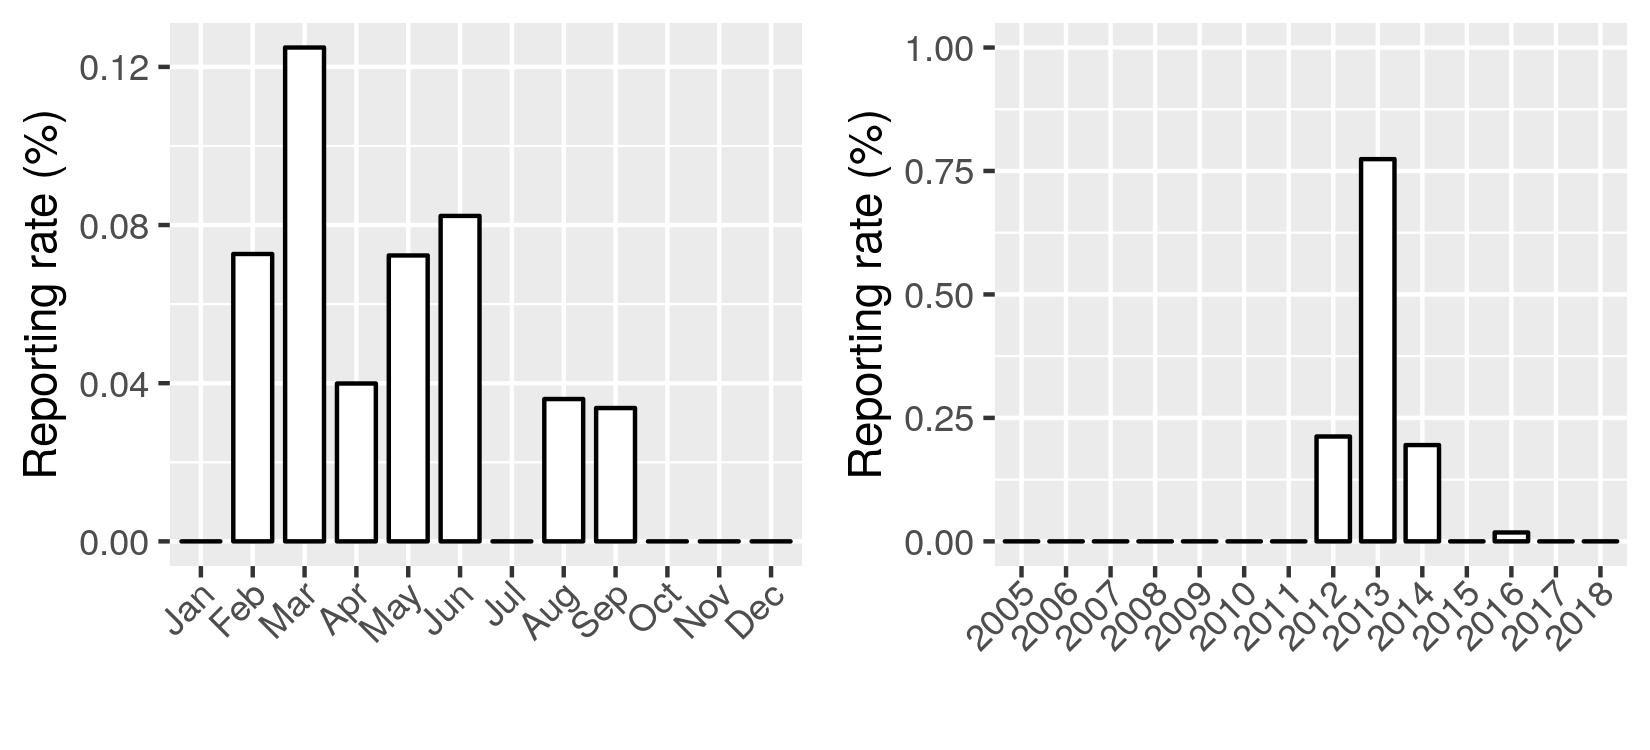 Reporting rate (%)
0.12
0.08
0.04
0.00
Jan Feb Mar Apr May Jun Jul Aug Sep Oct Nov Dec
Reporting rate (%)
1.00
0.75
0.50
0.25
0.00
2005 2006 2007 2008 2009 2010 2011 2012 2013 2014 2015 2016 2017 2018